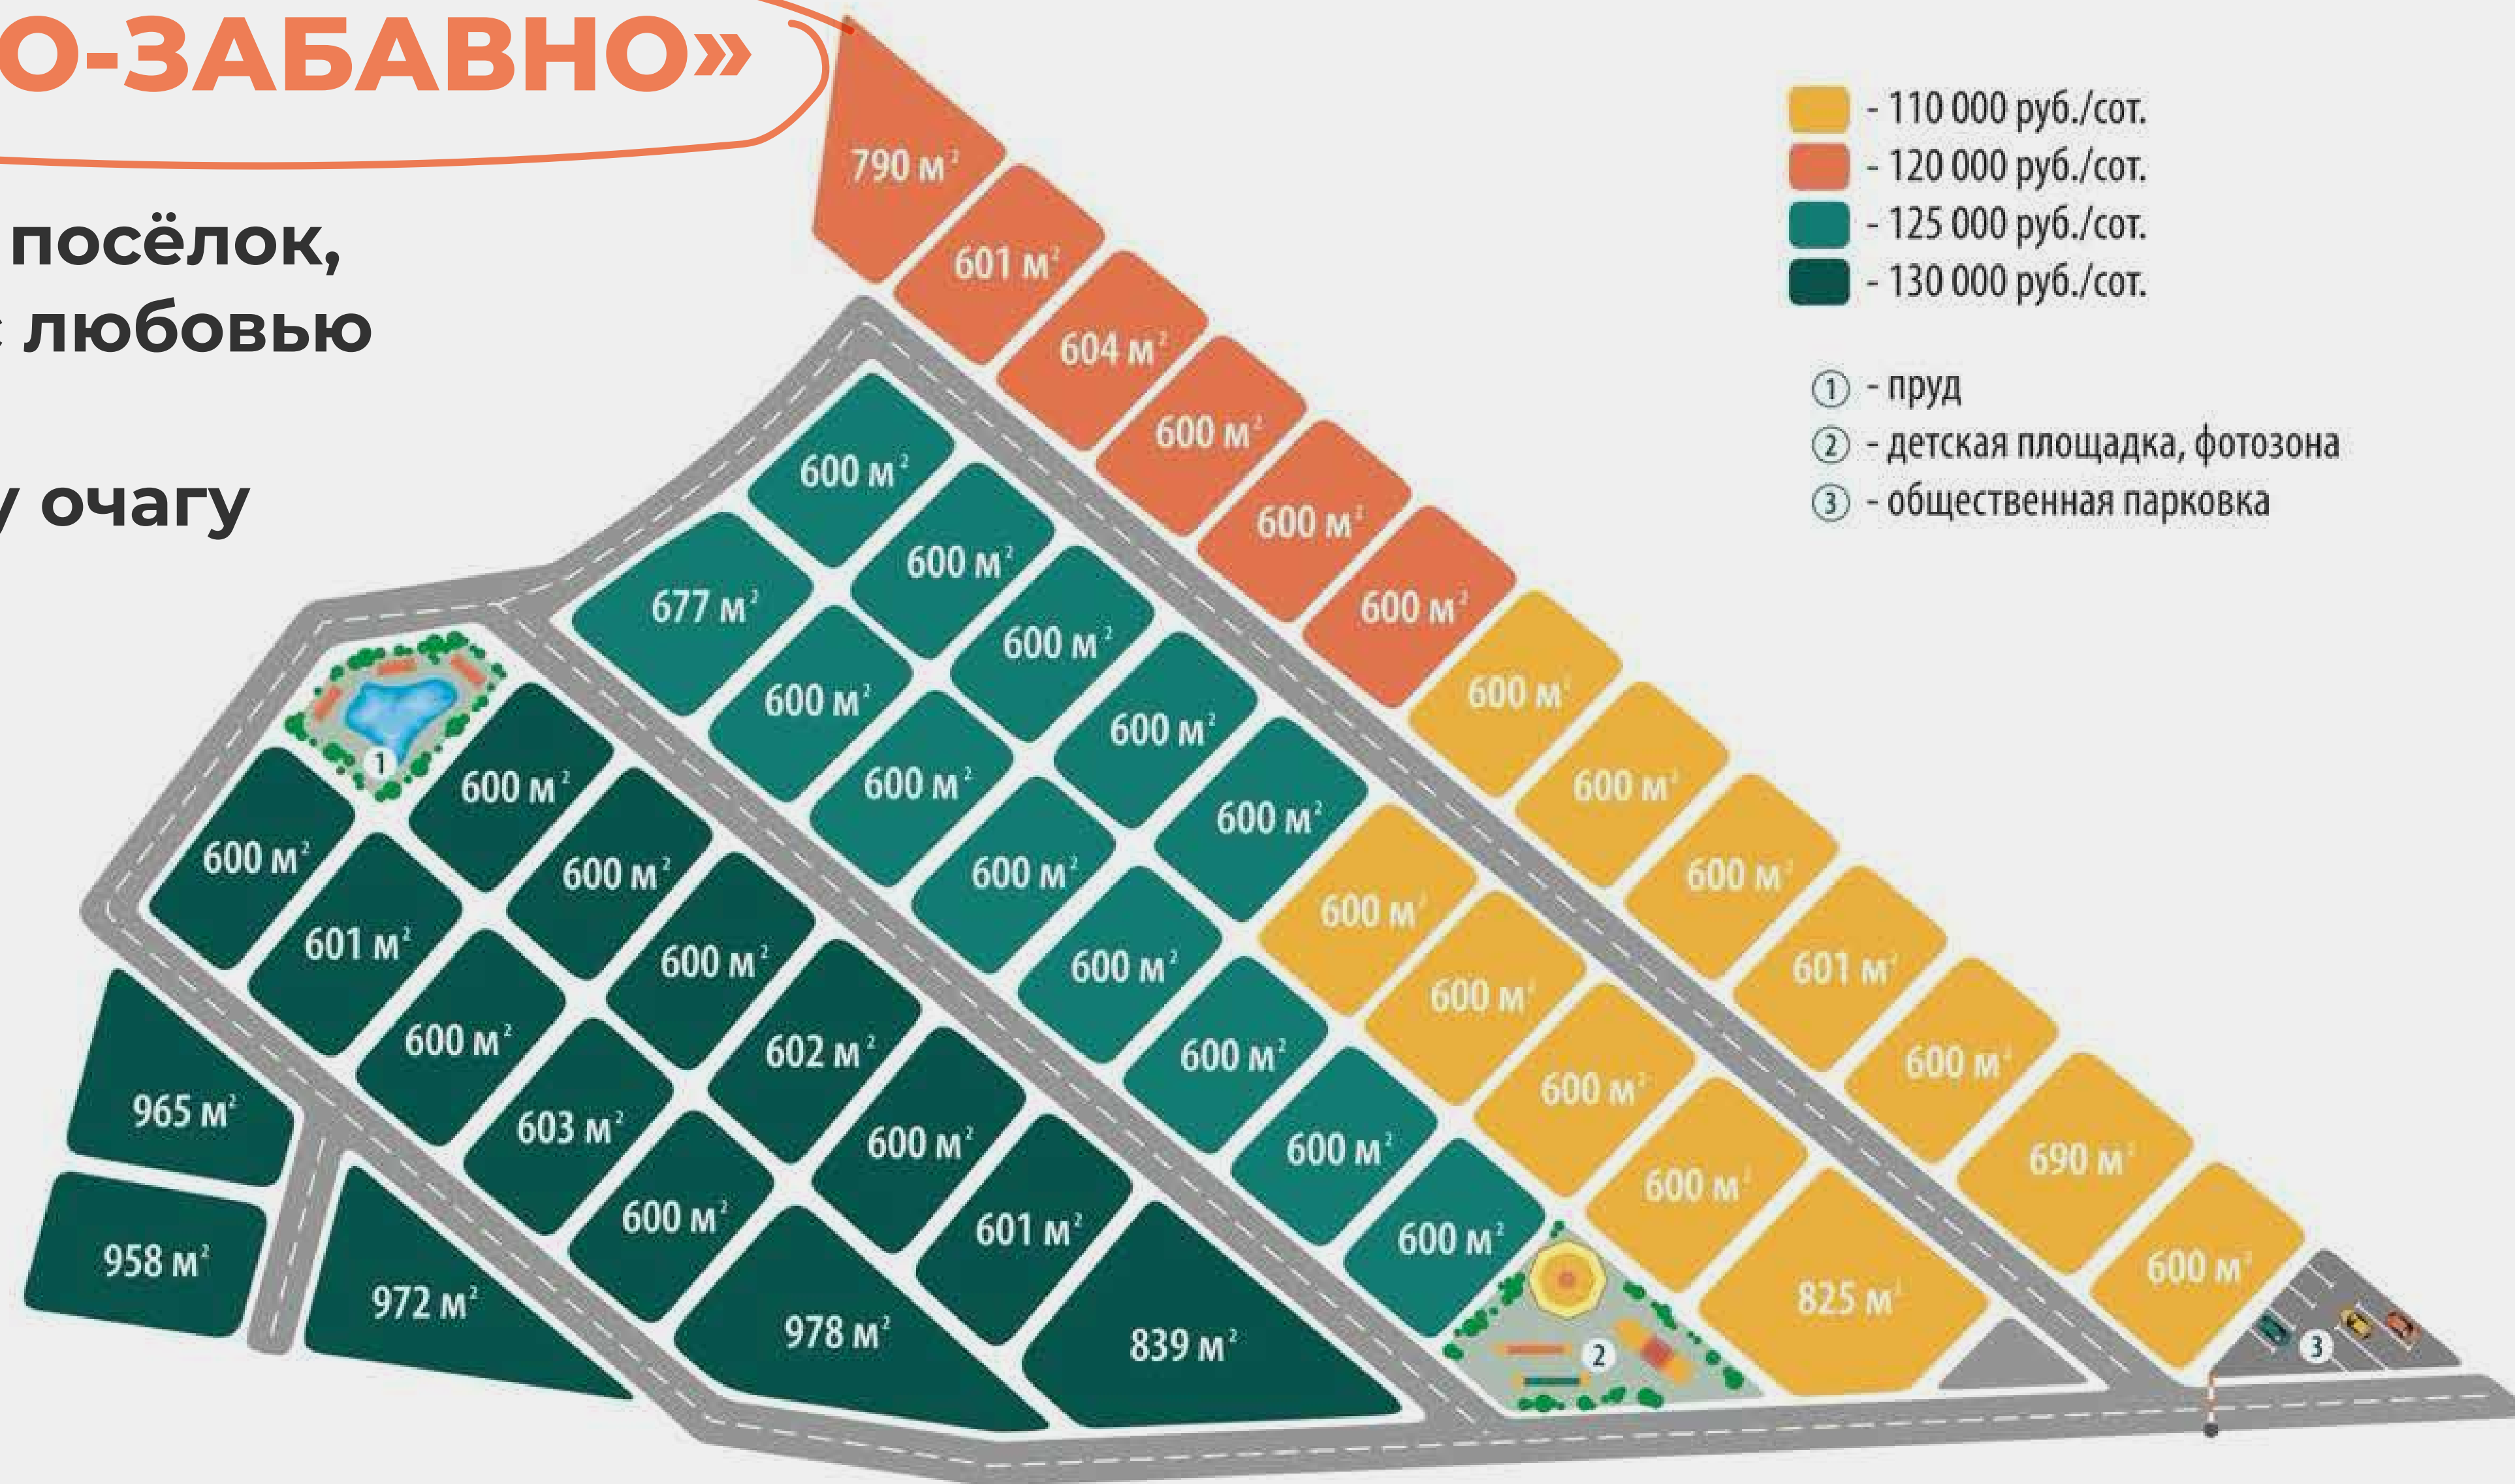 О-ЗАБАВНО»
посёлок,
с любовью
у очагу
- 110 000 руб./сот.
- 120 000 руб./сот.
- 125 000 руб./сот.
- 130 000 руб./сот.
1 - пруд
2 - детская площадка, фотозона
3 - общественная парковка
790 м²
601 м²
604 м²
600 м²
600 м²
600 м²
600 м²
600 м²
600 м²
601 м²
600 м²
690 м²
600 м²
600 м²
600 м²
600 м²
600 м²
600 м²
600 м²
600 м²
600 м²
600 м²
825 м²
677 м²
600 м²
600 м²
600 м²
600 м²
600 м²
600 м²
600 м²
1
600 м²
600 м²
600 м²
602 м²
600 м²
601 м²
839 м²
600 м²
601 м²
600 м²
603 м²
600 м²
978 м²
965 м²
958 м²
972 м²
2
3